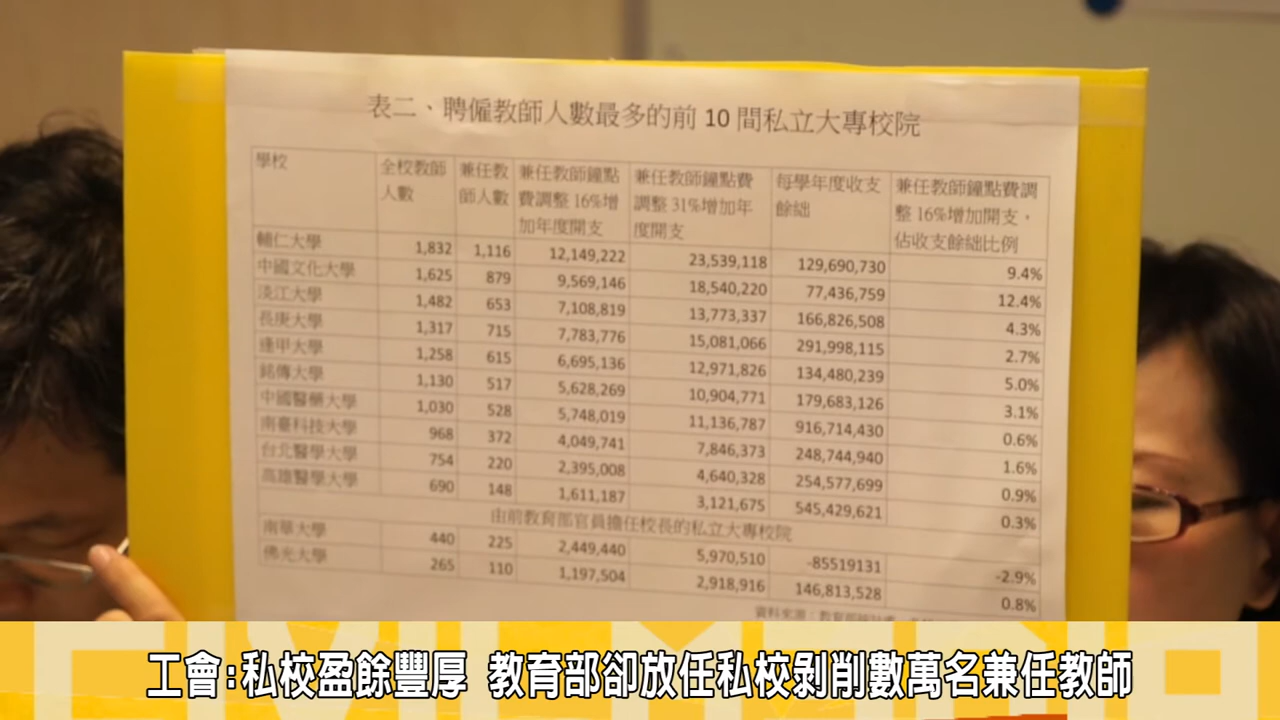 表二、聘僱教師人數最多的前 10 間私立大專校院
學校 全校教師人數 兼任教師人數 兼任教師鐘點費調整 16%增加年度開支 兼任教師鐘點費調整 31%增加年度開支 每學年度收支餘絀 兼任教師鐘點費調整 16%增加開支，佔收支餘絀比例
輔仁大學 1,832 1,116 12,149,222 23,539,118 129,690,730 9.4%
中國文化大學 1,625 879 9,569,146 18,540,220 77,436,759 12.4%
淡江大學 1,482 653 7,108,819 13,773,337 166,826,508 4.3%
長庚大學 1,317 715 7,783,776 15,081,066 291,998,115 2.7%
逢甲大學 1,258 615 6,695,136 12,971,826 134,480,239 5.0%
銘傳大學 1,130 517 5,628,269 10,904,771 179,683,126 3.1%
中國醫藥大學 1,030 528 5,748,019 11,136,787 916,714,430 0.6%
南臺科技大學 968 372 4,049,741 7,846,373 248,744,940 1.6%
台北醫學大學 754 220 2,395,008 4,640,328 254,577,699 0.9%
高雄醫學大學 690 148 1,611,187 3,121,675 545,429,621 0.3%
由前教育部官員擔任校長的私立大專校院
南華大學 440 225 2,449,440 5,970,510 -85519131 -2.9%
佛光大學 265 110 1,197,504 2,918,916 146,813,528 0.8%
資料來源：教育部統計處
工會:私校盈餘豐厚 教育部卻放任私校剝削數萬名兼任教師